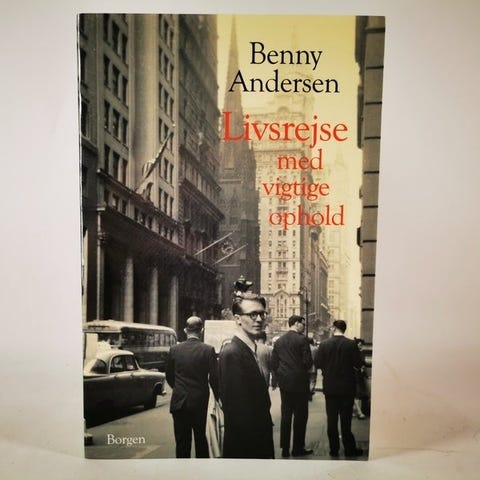 Benny
Andersen
Livsrejse
med
vigtige
ophold
Borgen